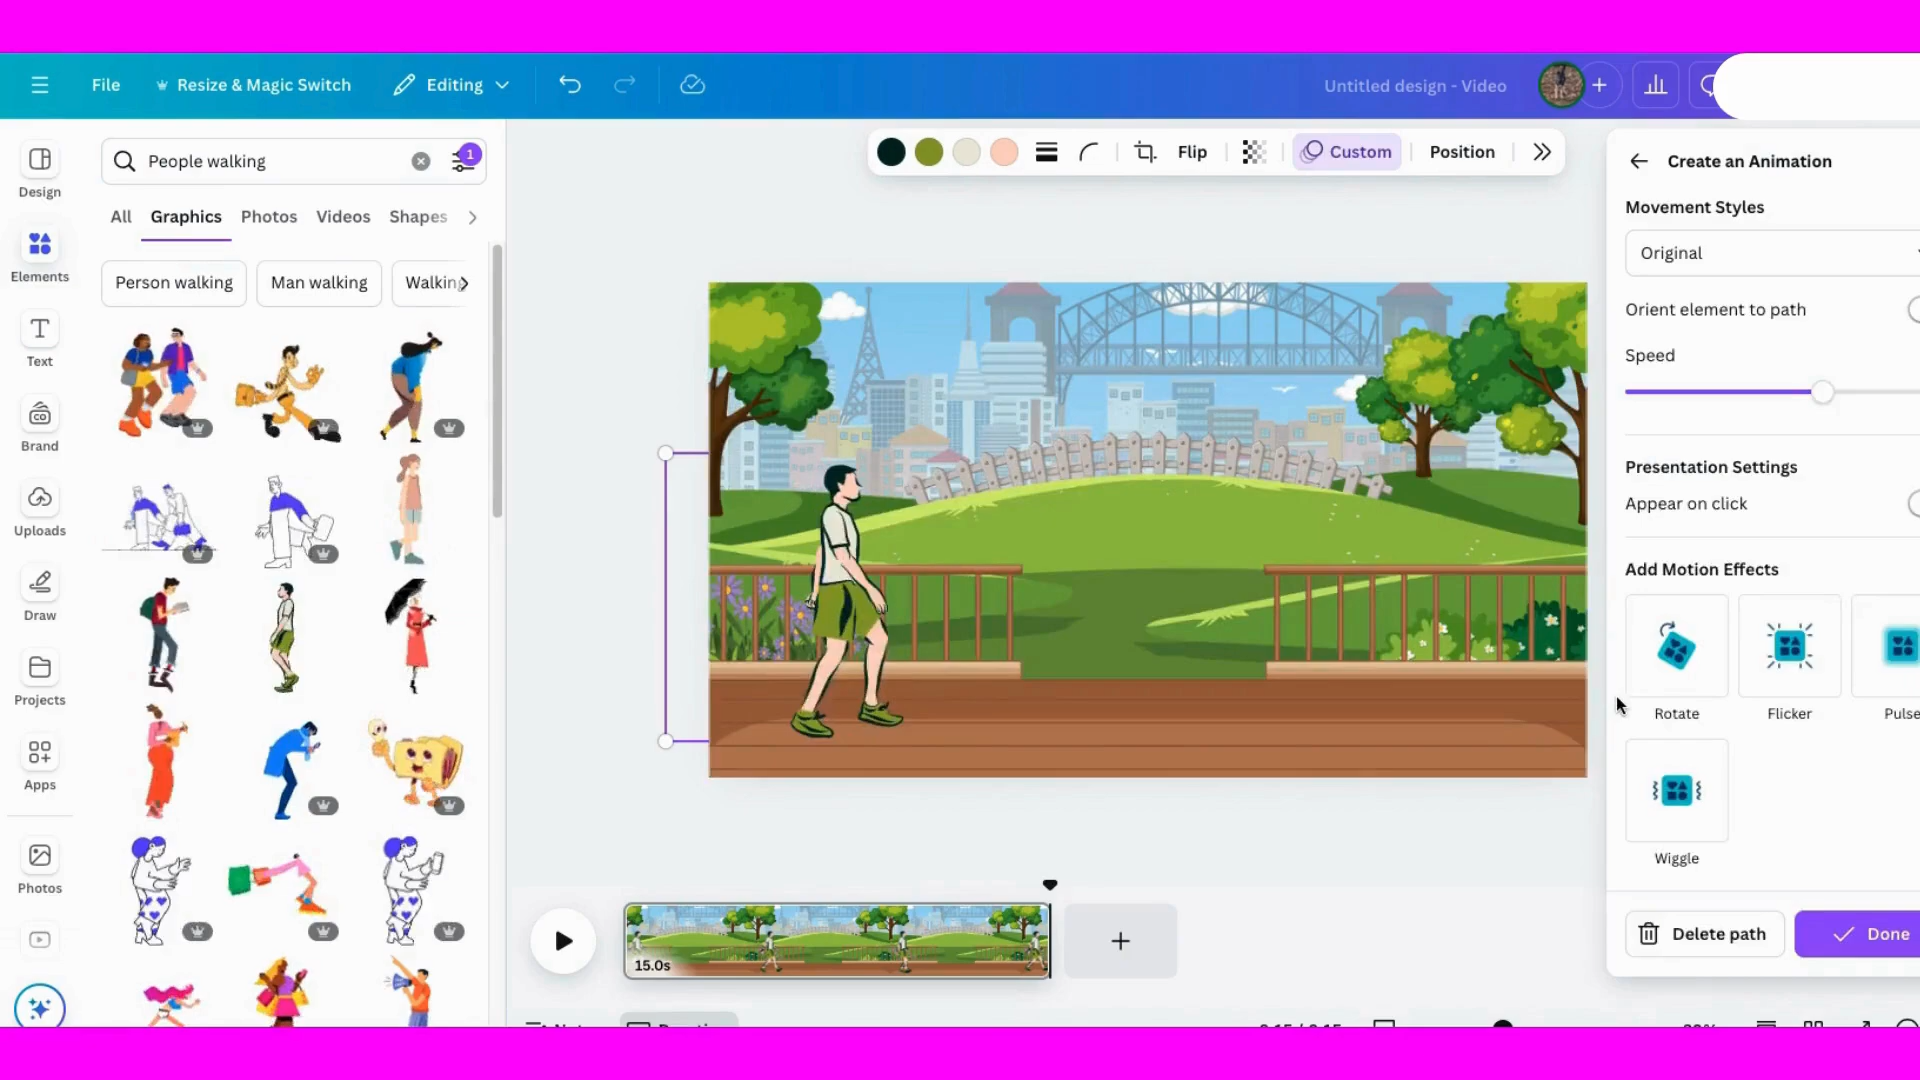 File
Resize & Magic Switch
Editing
Untitled design - Video
Design
Elements
Text
Brand
Uploads
Draw
Projects
Apps
Photos
People walking
1
All
Graphics
Photos
Videos
Shapes
Person walking
Man walking
Walking
Flip
Custom
Position
15.0s
Create an Animation
Movement Styles
Original
Orient element to path
Speed
Presentation Settings
Appear on click
Add Motion Effects
Rotate
Flicker
Pulse
Wiggle
Delete path
Done